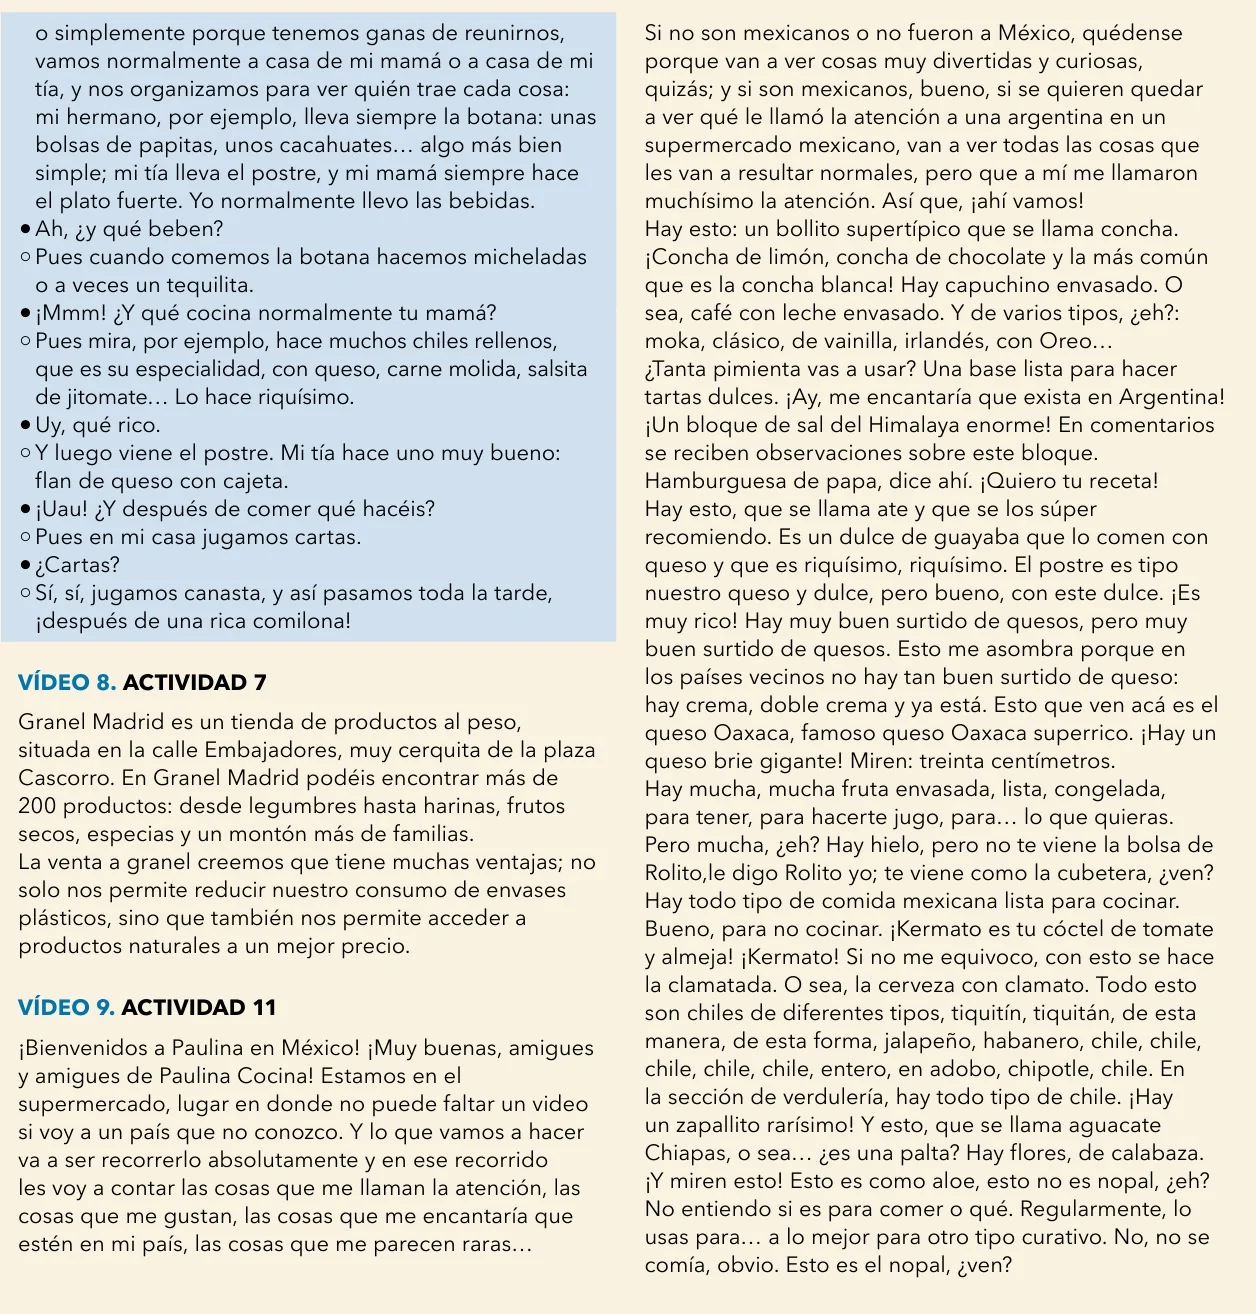 o simplemente porque tenemos ganas de reunirnos,
vamos normalmente a casa de mi mamá o a casa de mi
tía, y nos organizamos para ver quién trae cada cosa:
mi hermano, por ejemplo, lleva siempre la botana: unas
bolsas de papitas, unos cacahuates… algo más bien
simple; mi tía lleva el postre, y mi mamá siempre hace
el plato fuerte. Yo normalmente llevo las bebidas.
● Ah, ¿y qué beben?
○ Pues cuando comemos la botana hacemos micheladas
o a veces un tequilita.
● ¡Mmm! ¿Y qué cocina normalmente tu mamá?
○ Pues mira, por ejemplo, hace muchos chiles rellenos,
que es su especialidad, con queso, carne molida, salsita
de jitomate… Lo hace riquísimo.
● Uy, qué rico.
○ Y luego viene el postre. Mi tía hace uno muy bueno:
flan de queso con cajeta.
● ¡Uau! ¿Y después de comer qué hacéis?
○ Pues en mi casa jugamos cartas.
● ¿Cartas?
○ Sí, sí, jugamos canasta, y así pasamos toda la tarde,
¡después de una rica comilona!
VÍDEO 8. ACTIVIDAD 7
Granel Madrid es un tienda de productos al peso,
situada en la calle Embajadores, muy cerquita de la plaza
Cascorro. En Granel Madrid podéis encontrar más de
200 productos: desde legumbres hasta harinas, frutos
secos, especias y un montón más de familias.
La venta a granel creemos que tiene muchas ventajas; no
solo nos permite reducir nuestro consumo de envases
plásticos, sino que también nos permite acceder a
productos naturales a un mejor precio.
VÍDEO 9. ACTIVIDAD 11
¡Bienvenidos a Paulina en México! ¡Muy buenas, amigues
y amigues de Paulina Cocina! Estamos en el
supermercado, lugar en donde no puede faltar un video
si voy a un país que no conozco. Y lo que vamos a hacer
va a ser recorrerlo absolutamente y en ese recorrido
les voy a contar las cosas que me llaman la atención, las
cosas que me gustan, las cosas que me encantaría que
estén en mi país, las cosas que me parecen raras…
Si no son mexicanos o no fueron a México, quédense
porque van a ver cosas muy divertidas y curiosas,
quizás; y si son mexicanos, bueno, si se quieren quedar
a ver qué le llamó la atención a una argentina en un
supermercado mexicano, van a ver todas las cosas que
les van a resultar normales, pero que a mí me llamaron
muchísimo la atención. Así que, ¡ahí vamos!
Hay esto: un bollito supertípico que se llama concha.
¡Concha de limón, concha de chocolate y la más común
que es la concha blanca! Hay capuchino envasado. O
sea, café con leche envasado. Y de varios tipos, ¿eh?:
moka, clásico, de vainilla, irlandés, con Oreo…
¿Tanta pimienta vas a usar? Una base lista para hacer
tartas dulces. ¡Ay, me encantaría que exista en Argentina!
¡Un bloque de sal del Himalaya enorme! En comentarios
se reciben observaciones sobre este bloque.
Hamburguesa de papa, dice ahí. ¡Quiero tu receta!
Hay esto, que se llama ate y que se los súper
recomiendo. Es un dulce de guayaba que lo comen con
queso y que es riquísimo, riquísimo. El postre es tipo
nuestro queso y dulce, pero bueno, con este dulce. ¡Es
muy rico! Hay muy buen surtido de quesos, pero muy
buen surtido de quesos. Esto me asombra porque en
los países vecinos no hay tan buen surtido de queso:
hay crema, doble crema y ya está. Esto que ven acá es el
queso Oaxaca, famoso queso Oaxaca superrico. ¡Hay un
queso brie gigante! Miren: treinta centímetros.
Hay mucha, mucha fruta envasada, lista, congelada,
para tener, para hacerte jugo, para… lo que quieras.
Pero mucha, ¿eh? Hay hielo, pero no te viene la bolsa de
Rolito,le digo Rolito yo; te viene como la cubetera, ¿ven?
Hay todo tipo de comida mexicana lista para cocinar.
Bueno, para no cocinar. ¡Kermato es tu cóctel de tomate
y almeja! ¡Kermato! Si no me equivoco, con esto se hace
la clamatada. O sea, la cerveza con clamato. Todo esto
son chiles de diferentes tipos, tiquitín, tiquitán, de esta
manera, de esta forma, jalapeño, habanero, chile, chile,
chile, chile, chile, entero, en adobo, chipotle, chile. En
la sección de verdulería, hay todo tipo de chile. ¡Hay
un zapallito rarísimo! Y esto, que se llama aguacate
Chiapas, o sea… ¿es una palta? Hay flores, de calabaza.
¡Y miren esto! Esto es como aloe, esto no es nopal, ¿eh?
No entiendo si es para comer o qué. Regularmente, lo
usas para… a lo mejor para otro tipo curativo. No, no se
comía, obvio. Esto es el nopal, ¿ven?